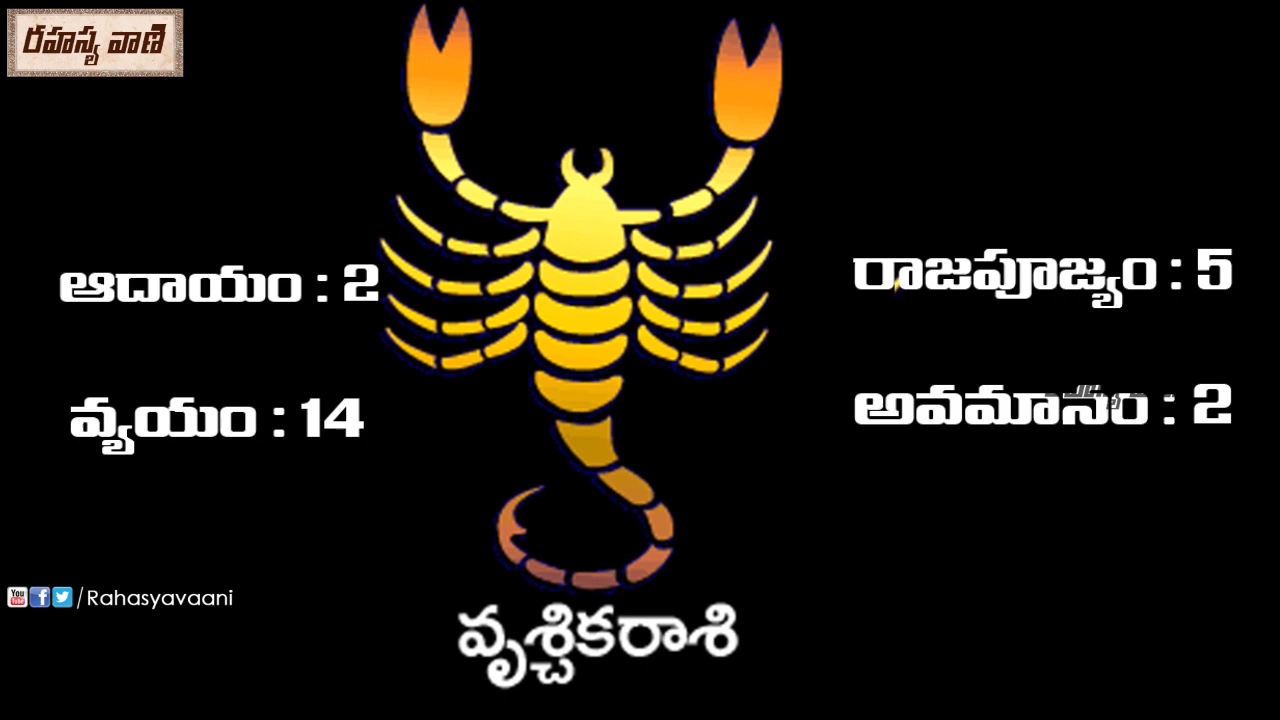 రహస్య వాణి
ఆదాయం : 2
రాజపూజ్యం : 5
వ్యయం : 14
అవమానం : 2
/Rahasyavaani
వృశ్చికరాశి